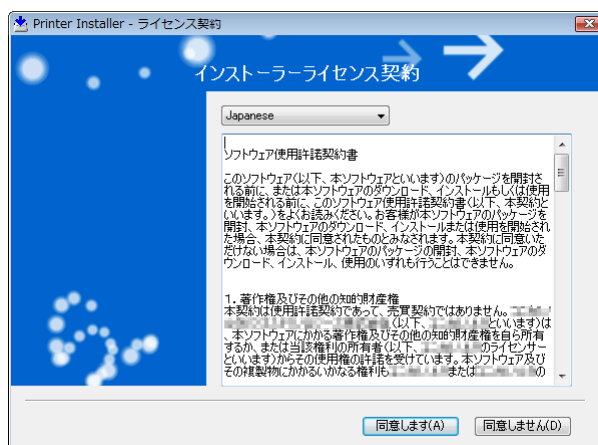 Printer Installer - ライセンス契約
インストーラーライセンス契約
Japanese
ソフトウェア使用許諾契約書
このソフトウェア(以下、本ソフトウェアといいます)のパッケージを開封さ
れる前に、または本ソフトウェアのダウンロード、インストールもしくは使用
を開始される前に、このソフトウェア使用許諾契約書(以下、本契約と
いいます。)をよくお読みください。お客様が本ソフトウェアのパッケージを
開封、本ソフトウェアのダウンロード、インストールまたは使用を開始され
た場合、本契約に同意されたものとみなされます。本契約に同意いた
だけない場合は、本ソフトウェアのパッケージの開封、本ソフトウェアのダ
ウンロード、インストール、使用のいずれも行うことはできません。
1. 著作権及びその他の知的財産権
本契約は使用許諾契約であって、売買契約ではありません。
(以下、といいます)は
、本ソフトウェアにかかる著作権及びその他の知的財産権を自ら所有
するか、または当該権利の所有者(以下、のライセンサー
といいます)からその使用権の許諾を受けています。本ソフトウェア及び
その複製物にかかるいかなる権利もまたはの
同意します(A)
同意しません(D)